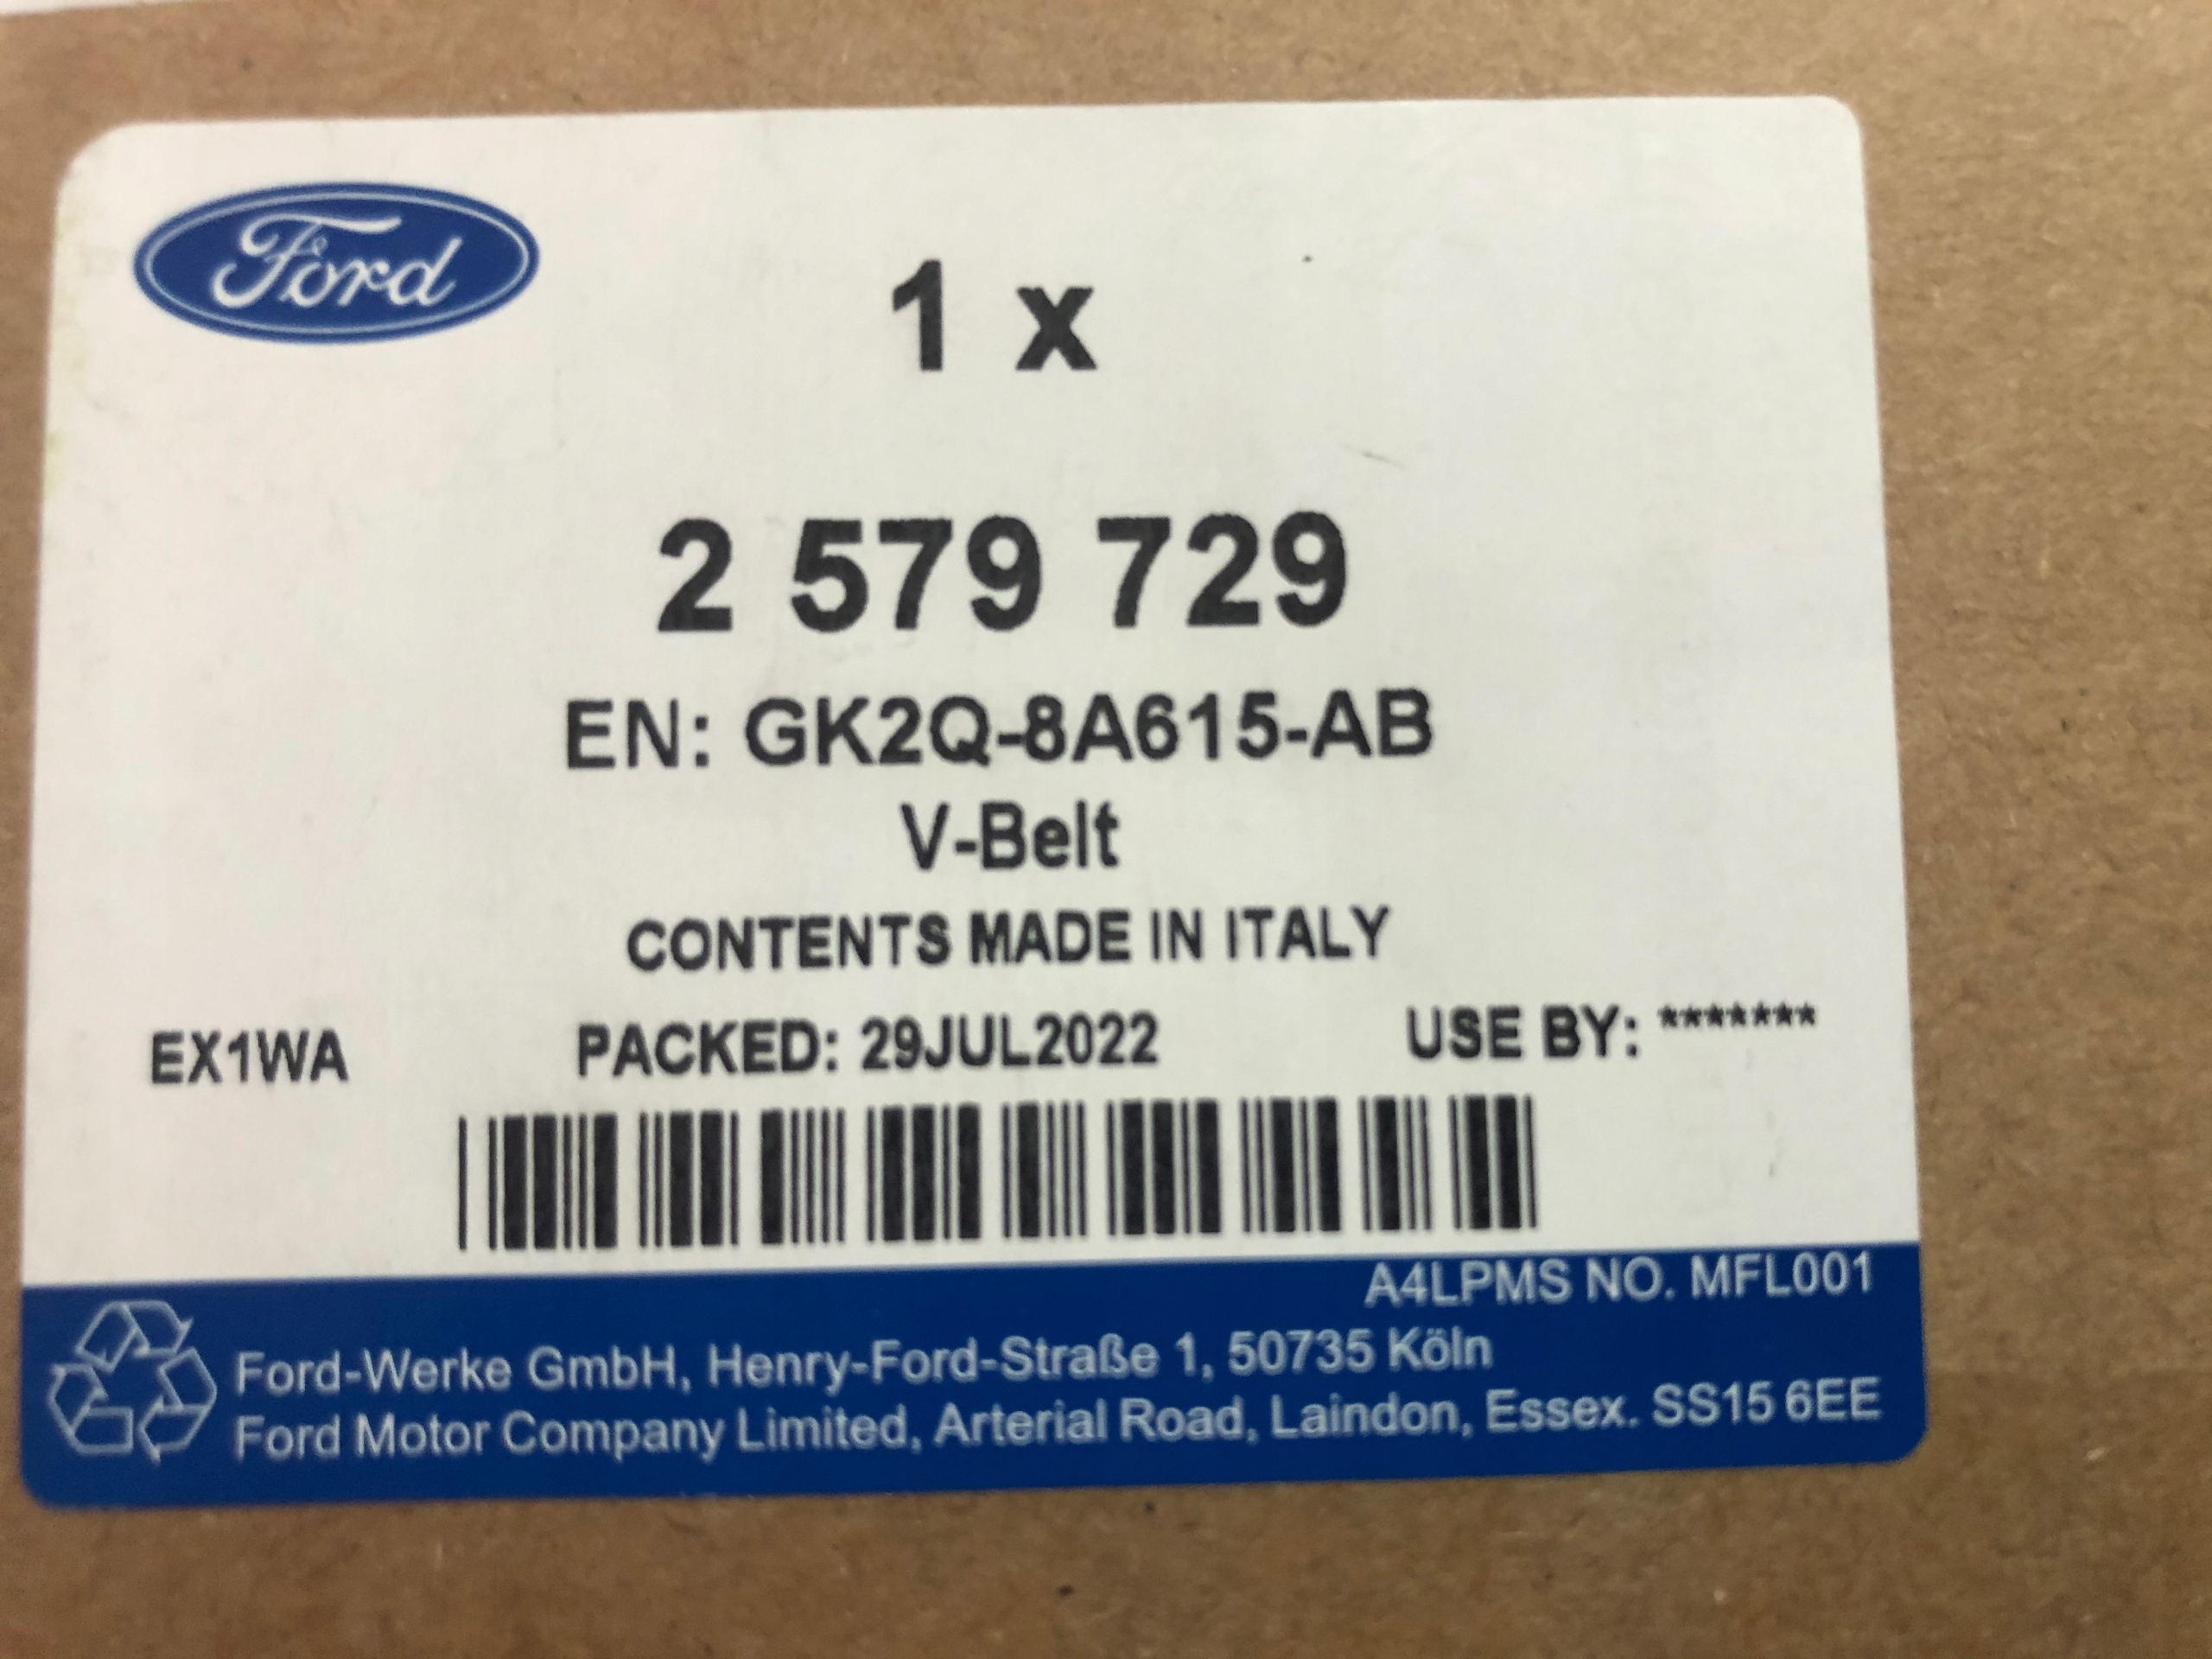 Ford
1 x
2 579 729
EN: GK2Q-8A615-AB
V-Belt
CONTENTS MADE IN ITALY
EX1WA PACKED: 29JUL2022 USE BY: *******
A4LPMS NO. MFL001
Ford-Werke GmbH, Henry-Ford-Straße 1, 50735 Köln
Ford Motor Company Limited, Arterial Road, Laindon, Essex. SS15 6EE